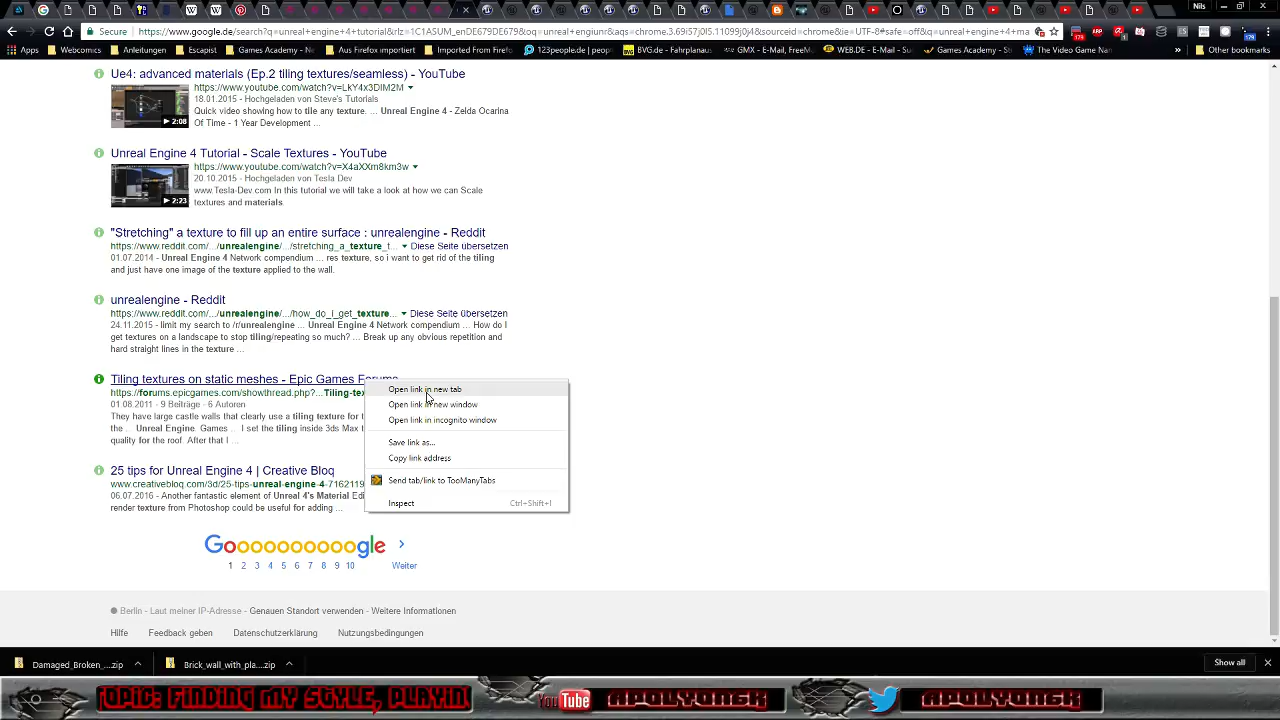 Nils
Secure
https://www.google.de/search?q=unreal+engine+4+tutorial&rlz=1C1ASUM_enDE679DE679&oq=unreal+engiunr&aqs=chrome.3.69i57j0l5.11099j0j4&sourceid=chrome&ie=UTF-8#safe=off&q=unreal+engine+4+ma
Apps
Webcomics
Anleitungen
Escapist
Games Academy - Ne
Aus Firefox importiert
Imported From Firefo
123people.de | peop
BVG.de – Fahrplanaus
GMX - E-Mail, FreeMa
WEB.DE - E-Mail - Su
Games Academy - St
The Video Game Nam
Other bookmarks
Ue4: advanced materials (Ep.2 tiling textures/seamless) - YouTube
https://www.youtube.com/watch?v=LkY4x3DIM2M
18.01.2015 - Hochgeladen von Steve's Tutorials
Quick video showing how to tile any texture. ... Unreal Engine 4 - Zelda Ocarina
Of Time - 1 Year Development ...
2:08
Unreal Engine 4 Tutorial - Scale Textures - YouTube
https://www.youtube.com/watch?v=X4aXXm8km3w
20.10.2015 - Hochgeladen von Tesla Dev
www.Tesla-Dev.com In this tutorial we will take a look at how we can Scale
textures and materials.
2:23
"Stretching" a texture to fill up an entire surface : unrealengine - Reddit
https://www.reddit.com/.../unrealengine/.../stretching_a_texture_t... Diese Seite übersetzen
01.07.2014 - Unreal Engine 4 Network compendium ... res texture, so i want to get rid of the tiling
and just have one image of the texture applied to the wall.
unrealengine - Reddit
https://www.reddit.com/.../unrealengine/.../how_do_i_get_texture... Diese Seite übersetzen
24.11.2015 - limit my search to /r/unrealengine ... Unreal Engine 4 Network compendium ... How do I
get textures on a landscape to stop tiling/repeating so much? ... Break up any obvious repetition and
hard straight lines in the texture ...
Tiling textures on static meshes - Epic Games Forums
https://forums.epicgames.com/showthread.php?...Tiling-tex
01.08.2011 - 9 Beiträge - 6 Autoren
They have large castle walls that clearly use a tiling texture for t
the ... Unreal Engine. Games ... I set the tiling inside 3ds Max t
quality for the roof. After that I ...
Open link in new tab
Open link in new window
Open link in incognito window
Save link as...
Copy link address
Send tab/link to TooManyTabs
Inspect Ctrl+Shift+I
25 tips for Unreal Engine 4 | Creative Bloq
www.creativebloq.com/3d/25-tips-unreal-engine-4-7162119
06.06.2016 - Another fantastic element of Unreal 4's Material Edi
render texture from Photoshop could be useful for adding ...
Goooooooooogle
1 2 3 4 5 6 7 8 9 10 Weiter
Berlin - Laut meiner IP-Adresse - Genauen Standort verwenden - Weitere Informationen
Hilfe Feedback geben Datenschutzerklärung Nutzungsbedingungen
Damaged_Broken_....zip
Brick_wall_with_pla....zip
Show all
TOPIC: FINDING MY STYLE, PLAYIN
YouTube
APOLYONEK
APOLYONEK